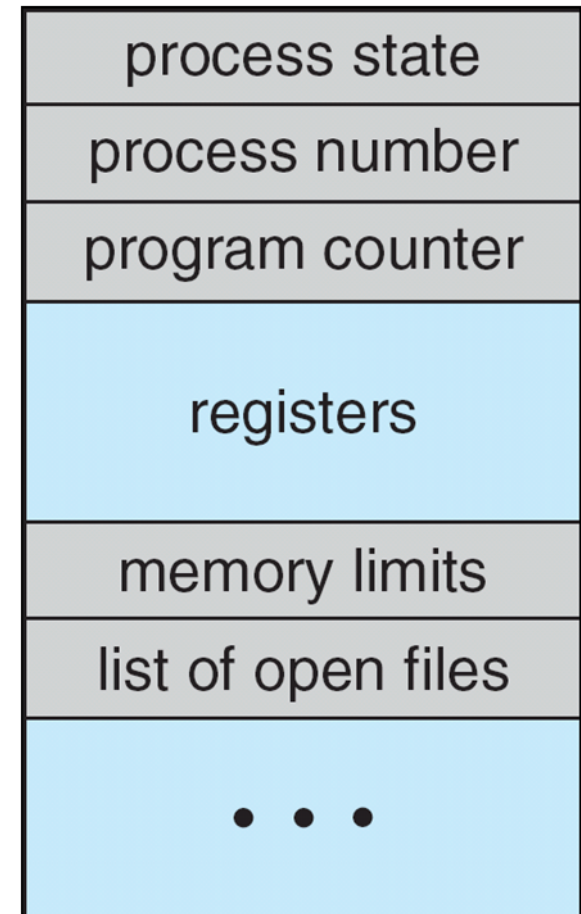 process state
process number
program counter
registers
memory limits
list of open files
• • •